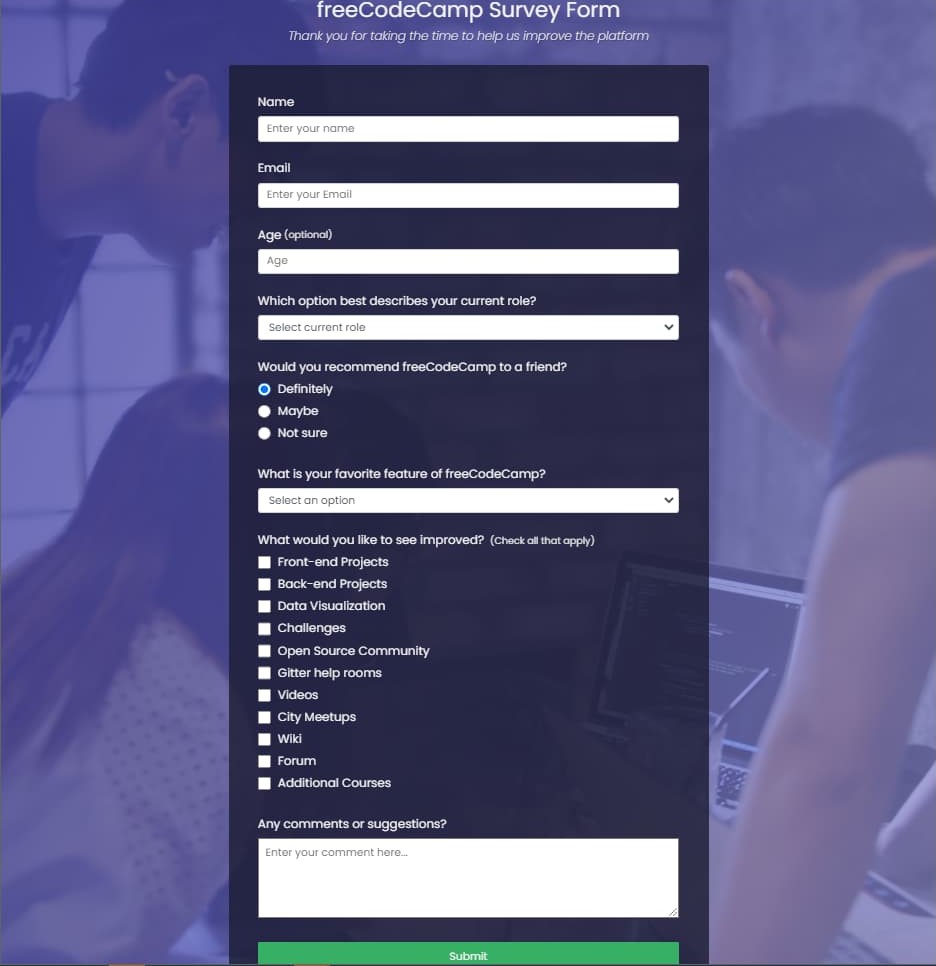 freeCodeCamp Survey Form
Thank you for taking the time to help us improve the platform
Name
Enter your name
Email
Enter your Email
Age (optional)
Age
Which option best describes your current role?
Select current role
Would you recommend freeCodeCamp to a friend?
Definitely
Maybe
Not sure
What is your favorite feature of freeCodeCamp?
Select an option
What would you like to see improved? (Check all that apply)
Front-end Projects
Back-end Projects
Data Visualization
Challenges
Open Source Community
Gitter help rooms
Videos
City Meetups
Wiki
Forum
Additional Courses
Any comments or suggestions?
Enter your comment here...
Submit